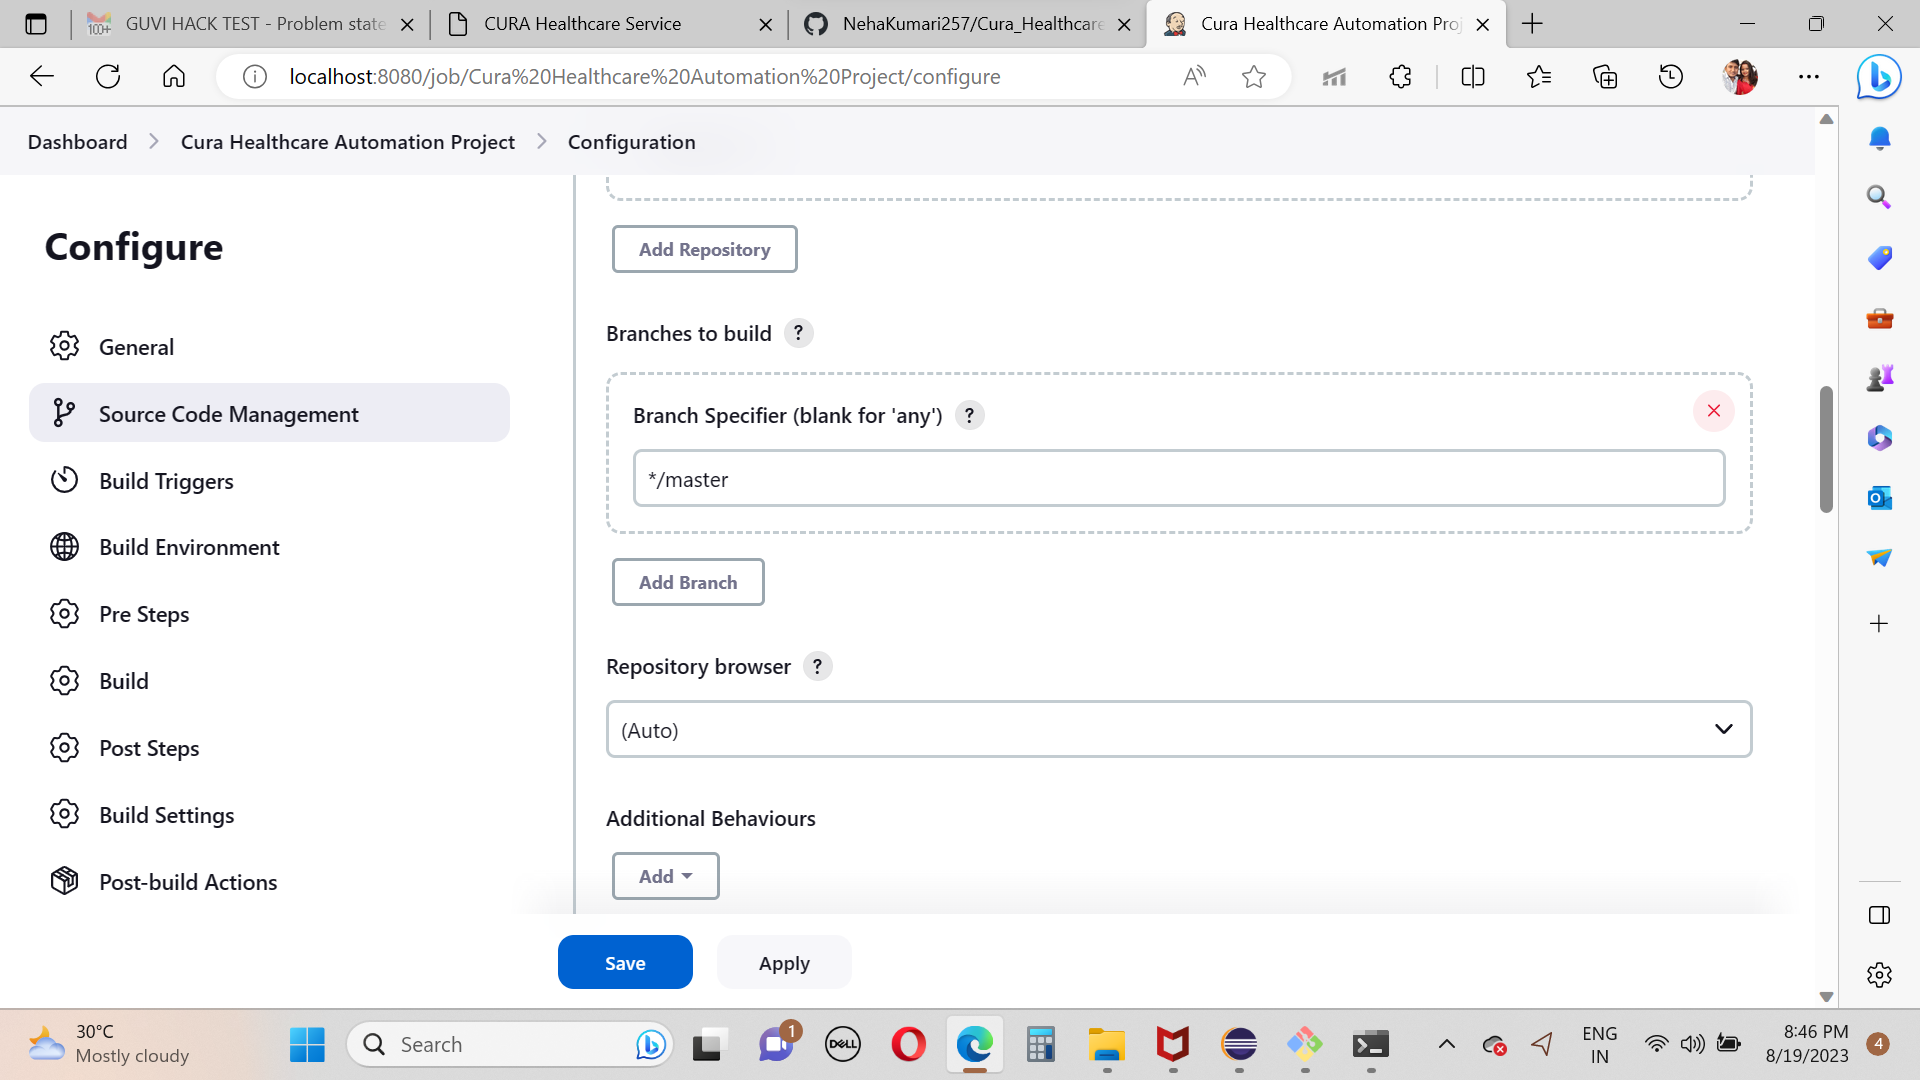 100+
GUVI HACK TEST - Problem state
CURA Healthcare Service
NehaKumari257/Cura_Healthcare
Cura Healthcare Automation Proj
localhost:8080/job/Cura%20Healthcare%20Automation%20Project/configure
Dashboard
Cura Healthcare Automation Project
Configuration
Configure
General
Source Code Management
Build Triggers
Build Environment
Pre Steps
Build
Post Steps
Build Settings
Post-build Actions
Add Repository
Branches to build ?
Branch Specifier (blank for 'any') ?
*/master
Add Branch
Repository browser ?
(Auto)
Additional Behaviours
Add
Save
Apply
30°C
Mostly cloudy
Search
1
DELL
ENG
IN
8:46 PM
8/19/2023
4